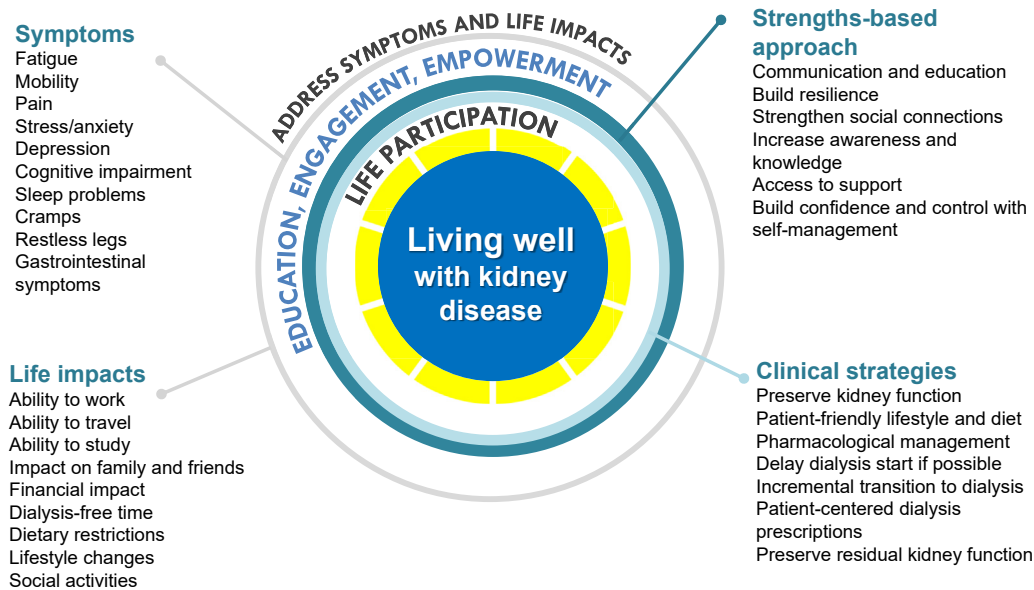 Symptoms
Fatigue
Mobility
Pain
Stress/anxiety
Depression
Cognitive impairment
Sleep problems
Cramps
Restless legs
Gastrointestinal
symptoms
Life impacts
Ability to work
Ability to travel
Ability to study
Impact on family and friends
Financial impact
Dialysis-free time
Dietary restrictions
Lifestyle changes
Social activities
ADDRESS SYMPTOMS AND LIFE IMPACTS
EDUCATION, ENGAGEMENT, EMPOWERMENT
LIFE PARTICIPATION
Living well
with kidney
disease
Strengths-based
approach
Communication and education
Build resilience
Strengthen social connections
Increase awareness and
knowledge
Access to support
Build confidence and control with
self-management
Clinical strategies
Preserve kidney function
Patient-friendly lifestyle and diet
Pharmacological management
Delay dialysis start if possible
Incremental transition to dialysis
Patient-centered dialysis
prescriptions
Preserve residual kidney function